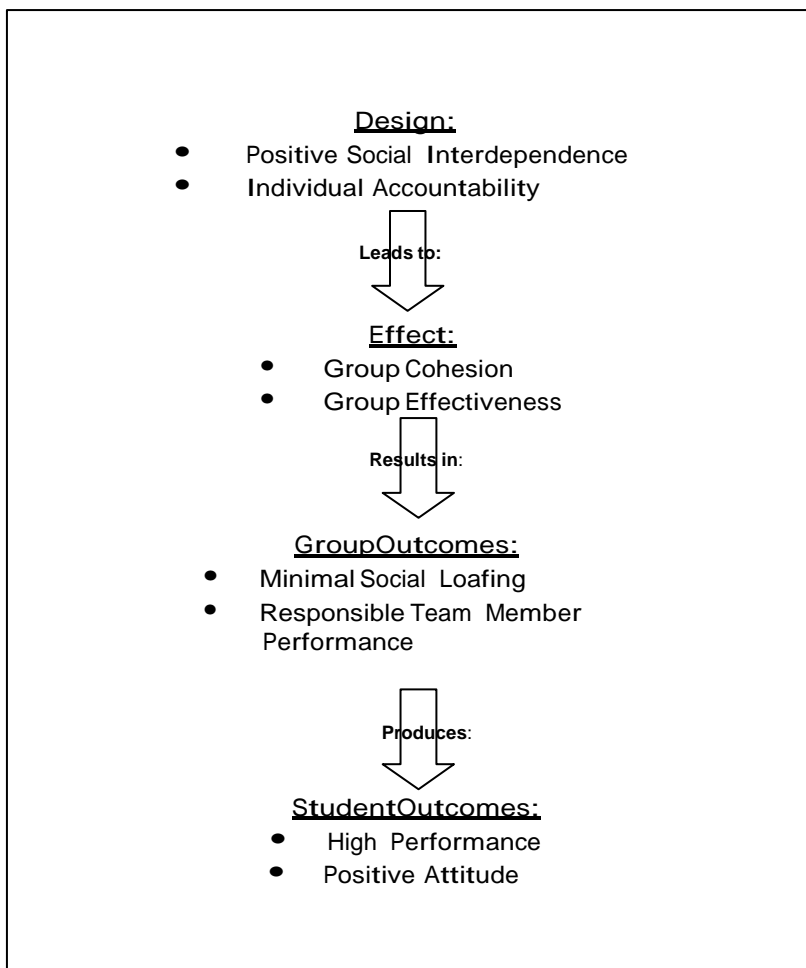 Design:
• Positive Social Interdependence
• Individual Accountability
Leads to:
Effect:
• Group Cohesion
• Group Effectiveness
Results in:
GroupOutcomes:
• Minimal Social Loafing
• Responsible Team Member
Performance
Produces:
StudentOutcomes:
• High Performance
• Positive Attitude